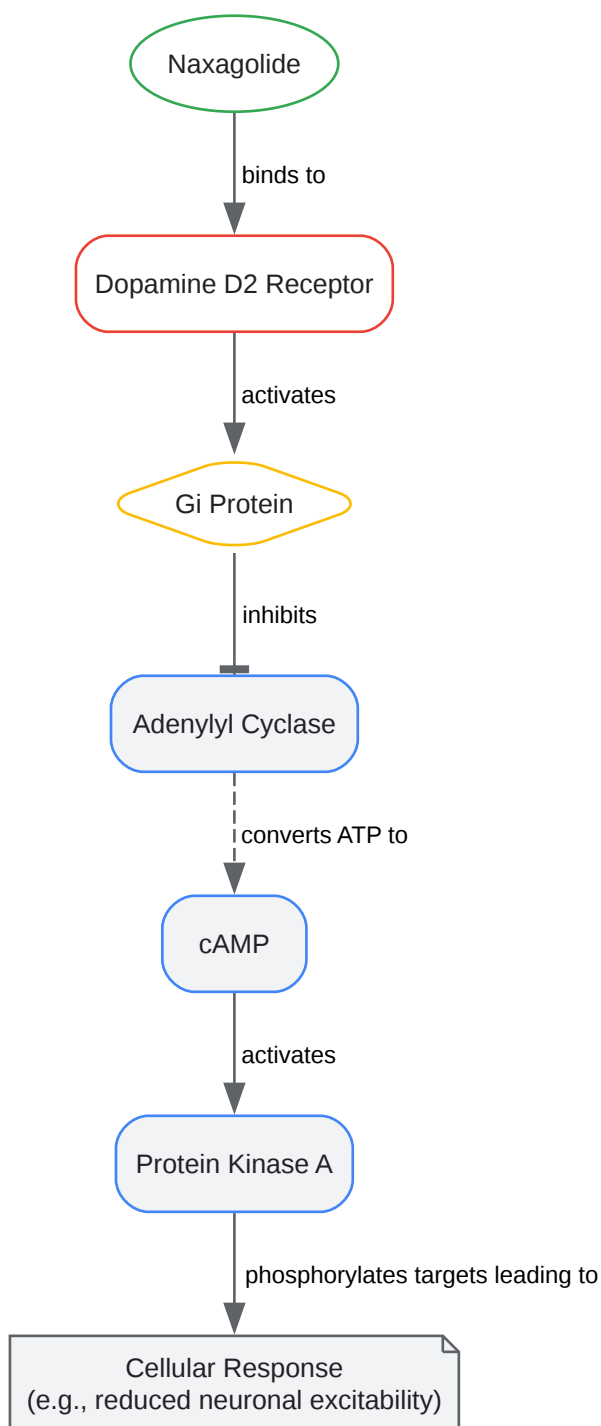 Naxagolide
binds to
Dopamine D2 Receptor
activates
Gi Protein
inhibits
Adenylyl Cyclase
converts ATP to
cAMP
activates
Protein Kinase A
phosphorylates targets leading to
Cellular Response
(e.g., reduced neuronal excitability)